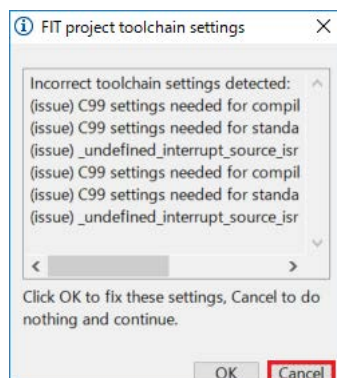 FIT project toolchain settings
Incorrect toolchain settings detected:
(issue) C99 settings needed for compil
(issue) C99 settings needed for standa
(issue) _undefined_interrupt_source_isr
(issue) C99 settings needed for compil
(issue) C99 settings needed for standa
(issue) _undefined_interrupt_source_isr
Click OK to fix these settings, Cancel to do
nothing and continue.
OK Cancel